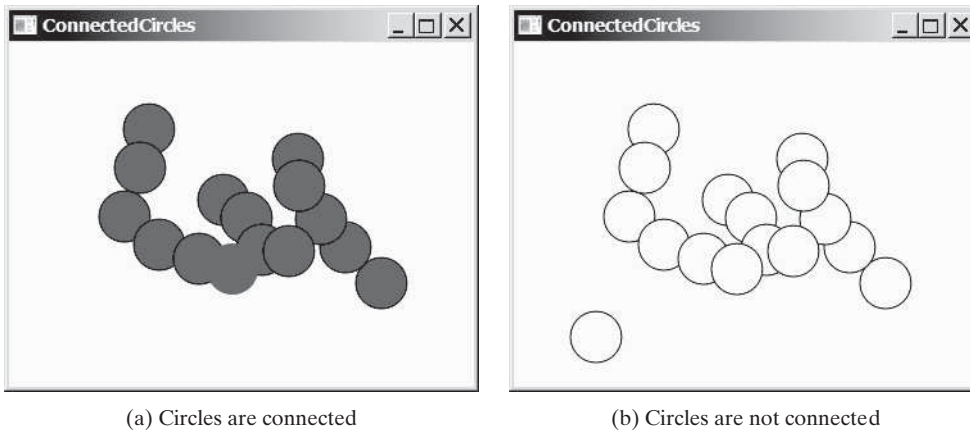 ConnectedCircles
ConnectedCircles
(a) Circles are connected
(b) Circles are not connected